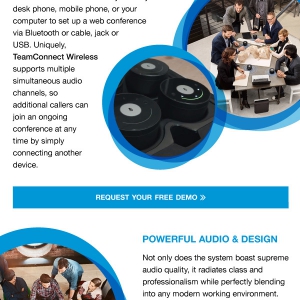 desk phone, mobile phone, or your
computer to set up a web conference
via Bluetooth or cable, jack or
USB. Uniquely,
TeamConnect Wireless
supports multiple
simultaneous audio
channels, so
additional callers can
join an ongoing
conference at any
time by simply
connecting another
device.
REQUEST YOUR FREE DEMO »
POWERFUL AUDIO & DESIGN
Not only does the system boast supreme
audio quality, it radiates class and
professionalism while perfectly blending
into any modern working environment.